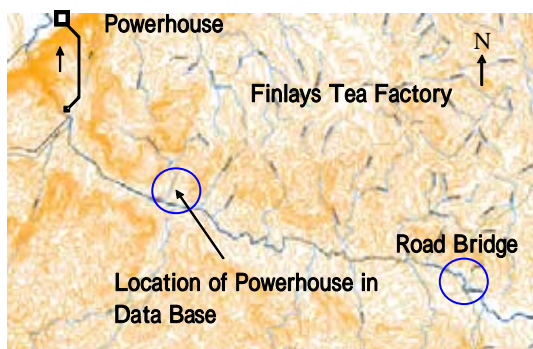 Powerhouse
N
Finlays Tea Factory
Road Bridge
Location of Powerhouse in
Data Base